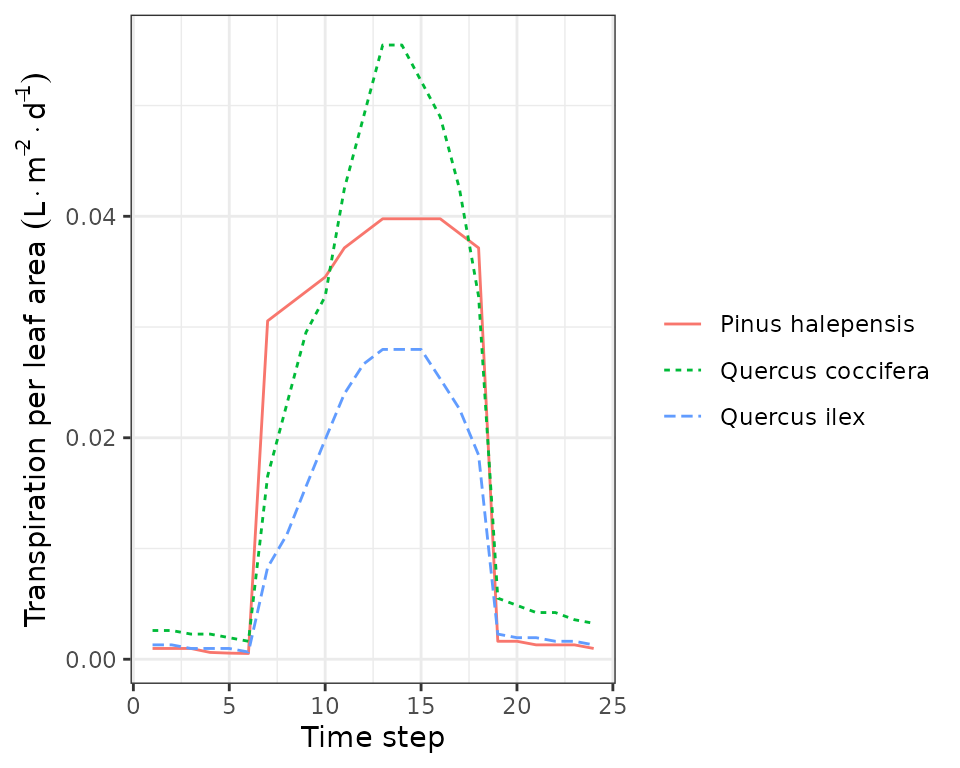 Transpiration per leaf area (L · m⁻² · d⁻¹)
0.04
0.02
0.00
0 5 10 15 20 25
Time step
Pinus halepensis
Quercus coccifera
Quercus ilex